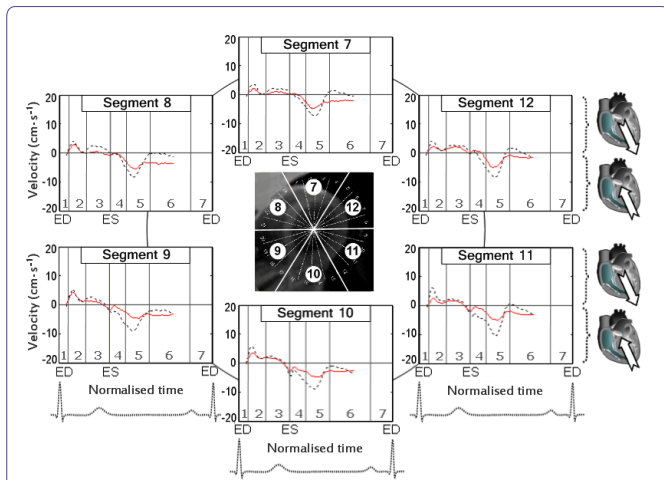 Segment 7
20
10
0
-10
-20
1 2 3 4 5 6 7
ED
ES
ED
Segment 8
Velocity (cm·s⁻¹)
20
10
0
-10
-20
1 2 3 4 5 6 7
ED
ES
ED
Segment 12
20
10
0
-10
-20
1 2 3 4 5 6 7
ED
ES
ED
7
8
12
9
11
10
Segment 9
Velocity (cm·s⁻¹)
20
10
0
-10
-20
1 2 3 4 5 6 7
ED
ES
ED
Normalised time
Segment 10
20
10
0
-10
-20
1 2 3 4 5 6 7
ED
ES
ED
Normalised time
Segment 11
20
10
0
-10
-20
1 2 3 4 5 6 7
ED
ES
ED
Normalised time